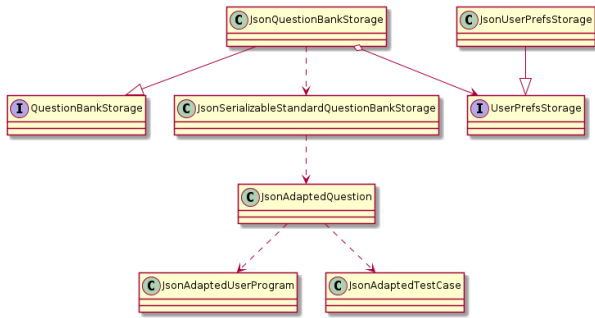 C JsonQuestionBankStorage
C JsonUserPrefsStorage
I QuestionBankStorage
C JsonSerializableStandardQuestionBankStorage
I UserPrefsStorage
C JsonAdaptedQuestion
C JsonAdaptedUserProgram
C JsonAdaptedTestCase